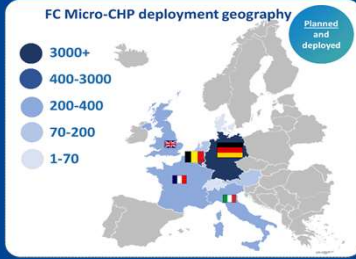 FC Micro-CHP deployment geography
Planned
and
deployed
3000+
400-3000
200-400
70-200
1-70